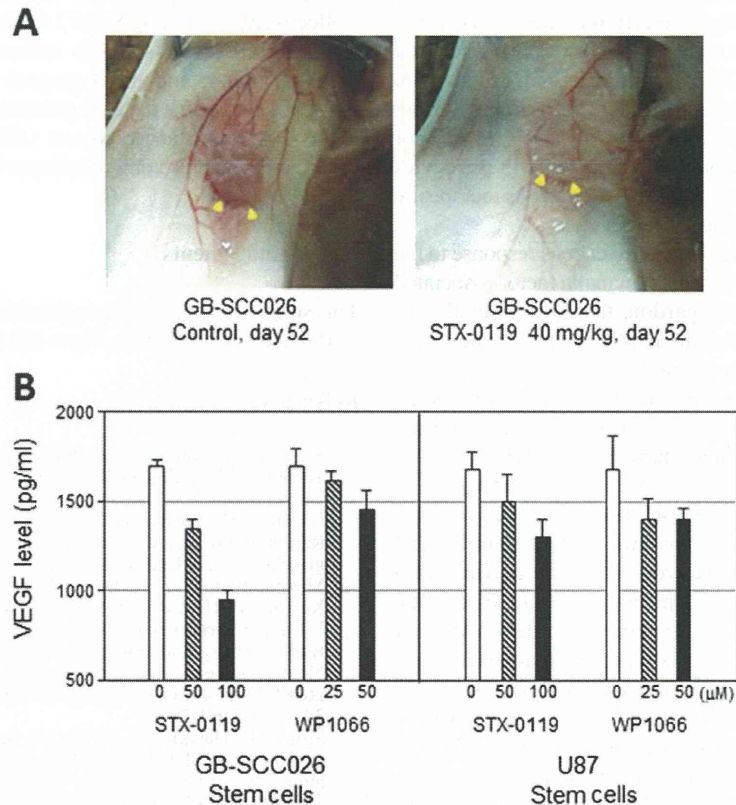 A
GB-SCC026
Control, day 52
GB-SCC026
STX-0119 40 mg/kg, day 52
B
VEGF level (pg/ml)
2000
1500
1000
500
0 50 100 0 25 50 0 50 100 0 25 50 (μM)
STX-0119 WP1066 STX-0119 WP1066
GB-SCC026 U87
Stem cells Stem cells